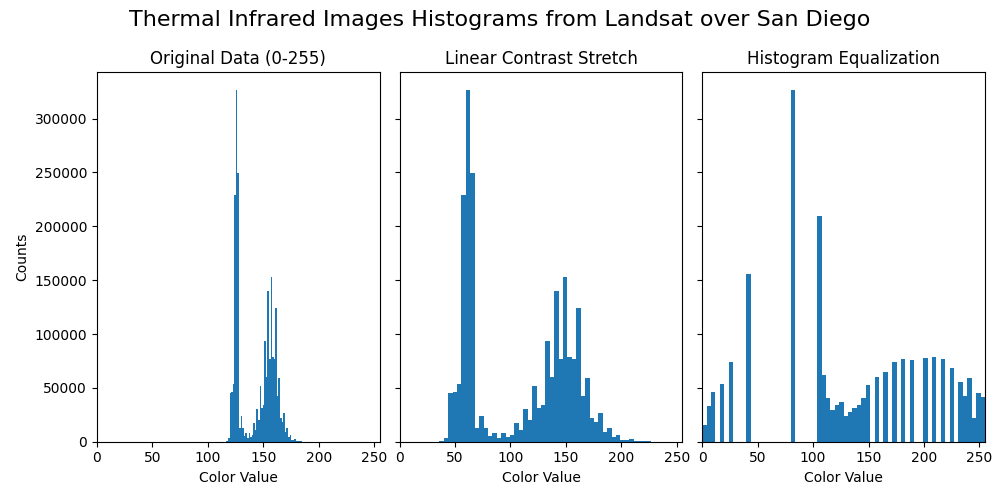 Thermal Infrared Images Histograms from Landsat over San Diego
Original Data (0-255)
Linear Contrast Stretch
Histogram Equalization
Counts
300000
250000
200000
150000
100000
50000
0
0 50 100 150 200 250
0 50 100 150 200 250
0 50 100 150 200 250
Color Value
Color Value
Color Value